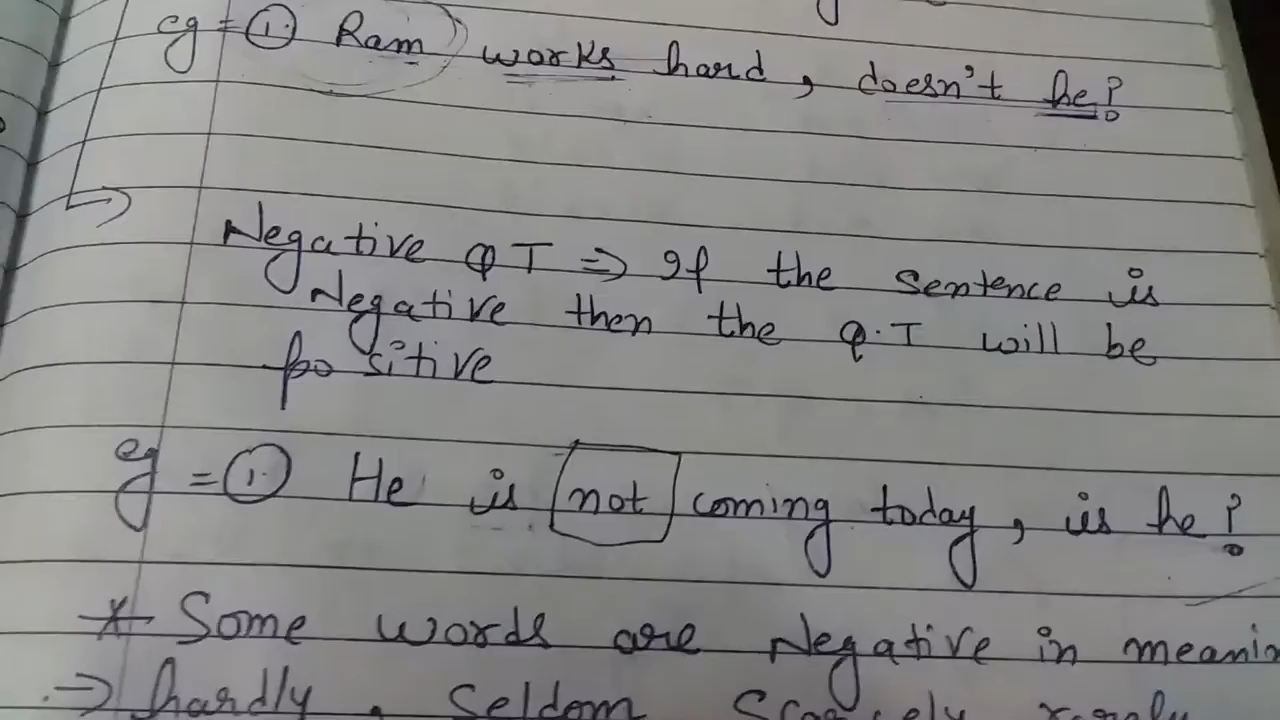 eg = ① Ram works hard, doesn't he?
Negative QT ⇒ If the sentence is
Negative then the Q.T will be
positive
eg = ① He is not coming today, is he?
* Some words are Negative in
→ hardly, seldom